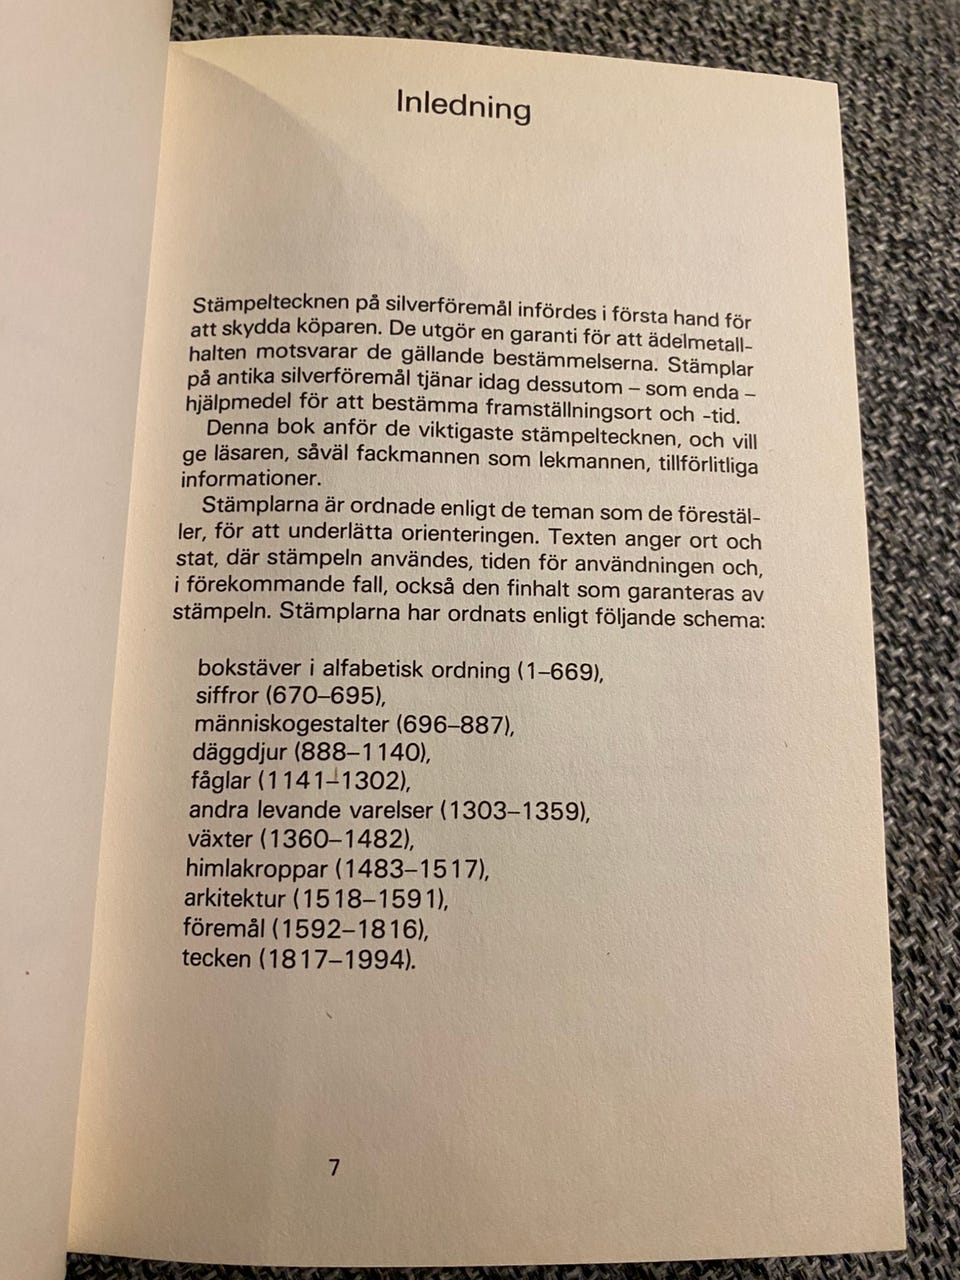 Inledning
Stämpeltecknen på silverföremål infördes i första hand för
att skydda köparen. De utgör en garanti för att ädelmetall-
halten motsvarar de gällande bestämmelserna. Stämplar
på antika silverföremål tjänar idag dessutom – som enda –
hjälpmedel för att bestämma framställningsort och -tid.
Denna bok anför de viktigaste stämpeltecknen, och vill
ge läsaren, såväl fackmannen som lekmannen, tillförlitliga
informationer.
Stämplarna är ordnade enligt de teman som de förestäl-
ler, för att underlätta orienteringen. Texten anger ort och
stat, där stämpeln användes, tiden för användningen och,
i förekommande fall, också den finhalt som garanteras av
stämpeln. Stämplarna har ordnats enligt följande schema:
bokstäver i alfabetisk ordning (1–669),
siffror (670–695),
människogestalter (696–887),
däggdjur (888–1140),
fåglar (1141–1302),
andra levande varelser (1303–1359),
växter (1360–1482),
himlakroppar (1483–1517),
arkitektur (1518–1591),
föremål (1592–1816),
tecken (1817–1994).
7